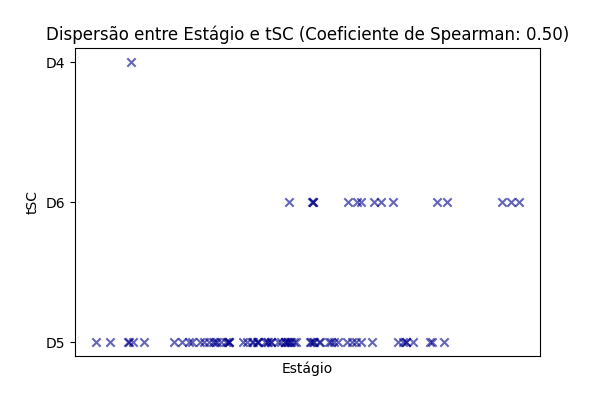 Dispersão entre Estágio e tSC (Coeficiente de Spearman: 0.50)
D4
D6
D5
tSC
Estágio